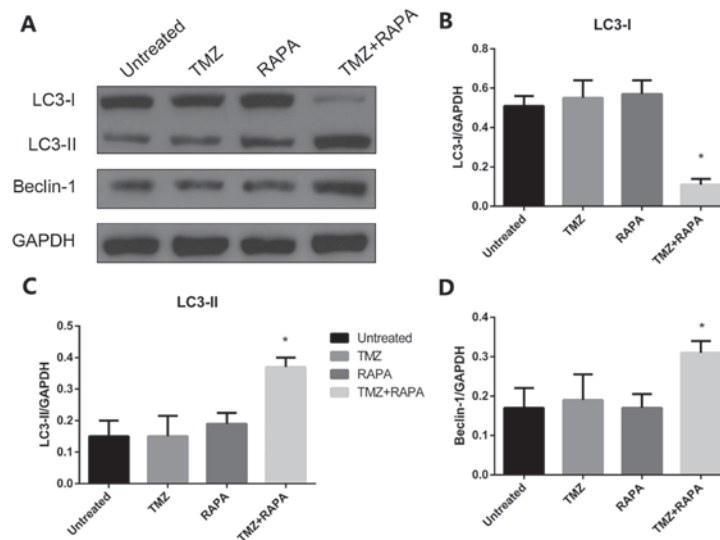 A
Untreated
TMZ
RAPA
TMZ+RAPA
LC3-I
LC3-II
Beclin-1
GAPDH
B
LC3-I
LC3-I/GAPDH
0.8
0.6
0.4
0.2
0.0
*
Untreated
TMZ
RAPA
TMZ+RAPA
C
LC3-II
LC3-II/GAPDH
0.5
0.4
0.3
0.2
0.1
0.0
*
Untreated
TMZ
RAPA
TMZ+RAPA
Untreated
TMZ
RAPA
TMZ+RAPA
D
Beclin-1/GAPDH
0.4
0.3
0.2
0.1
0.0
*
Untreated
TMZ
RAPA
TMZ+RAPA